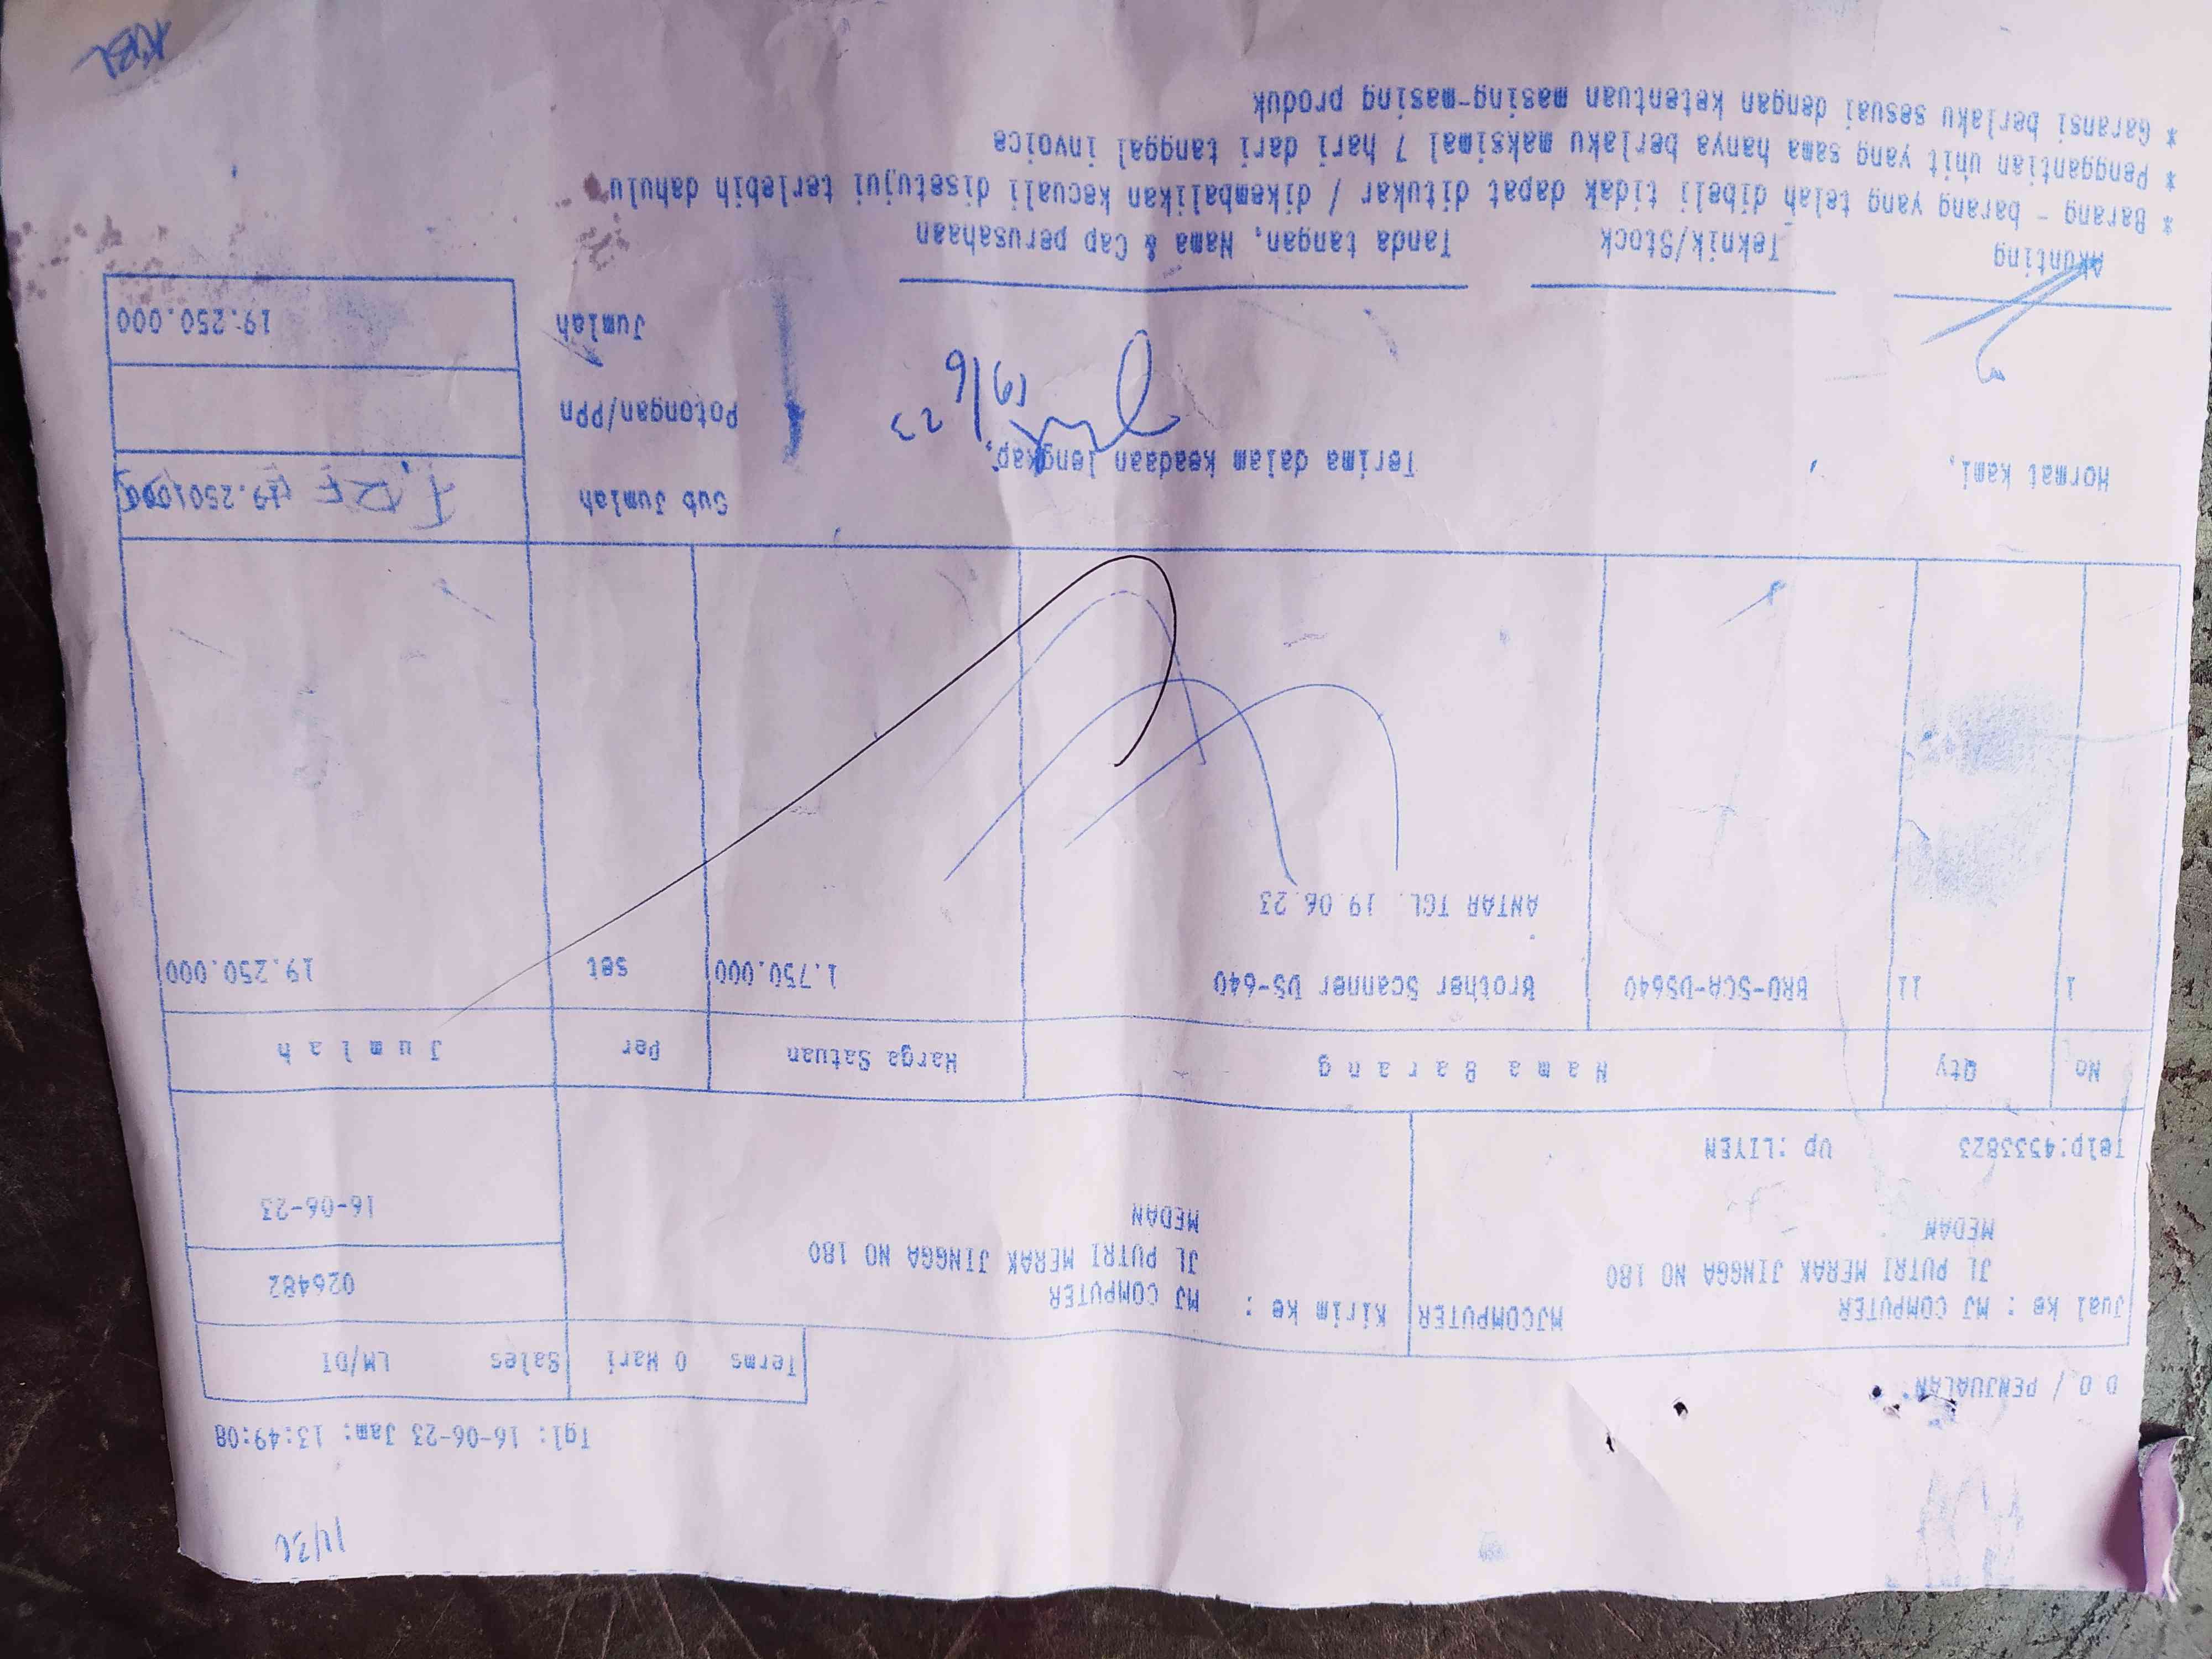 D O / PENJUALAN
Tgl: 16-06-23 Jam: 13:49:08
Terms 0 Hari Sales LM/DI
Jual ke : MJ COMPUTER MJCOMPUTER
JL PUTRI MERAK JINGGA NO 180
MEDAN
Telp:4533823 Up :LIYEN
Kirim ke : MJ COMPUTER
JL PUTRI MERAK JINGGA NO 180
MEDAN
026482
16-06-23
No Qty Nama Barang Harga Satuan Per Jumlah
1 11 BRO-SCA-DS640 Brother Scanner DS-640 1.750.000 set 19.250.000
ANTAR TGL. 19.06.23
Hormat kami, Terima dalam keadaan lengkap, Sub Jumlah 19.250.000
19/6 23
Potongan/PPn
Jumlah 19.250.000
Akunting Teknik/Stock Tanda tangan, Nama & Cap perusahaan
* Barang - barang yang telah dibeli tidak dapat ditukar / dikembalikan kecuali disetujui terlebih dahulu
* Penggantian unit yang sama hanya berlaku maksimal 7 hari dari tanggal invoice
* Garansi berlaku sesuai dengan ketentuan masing-masing produk